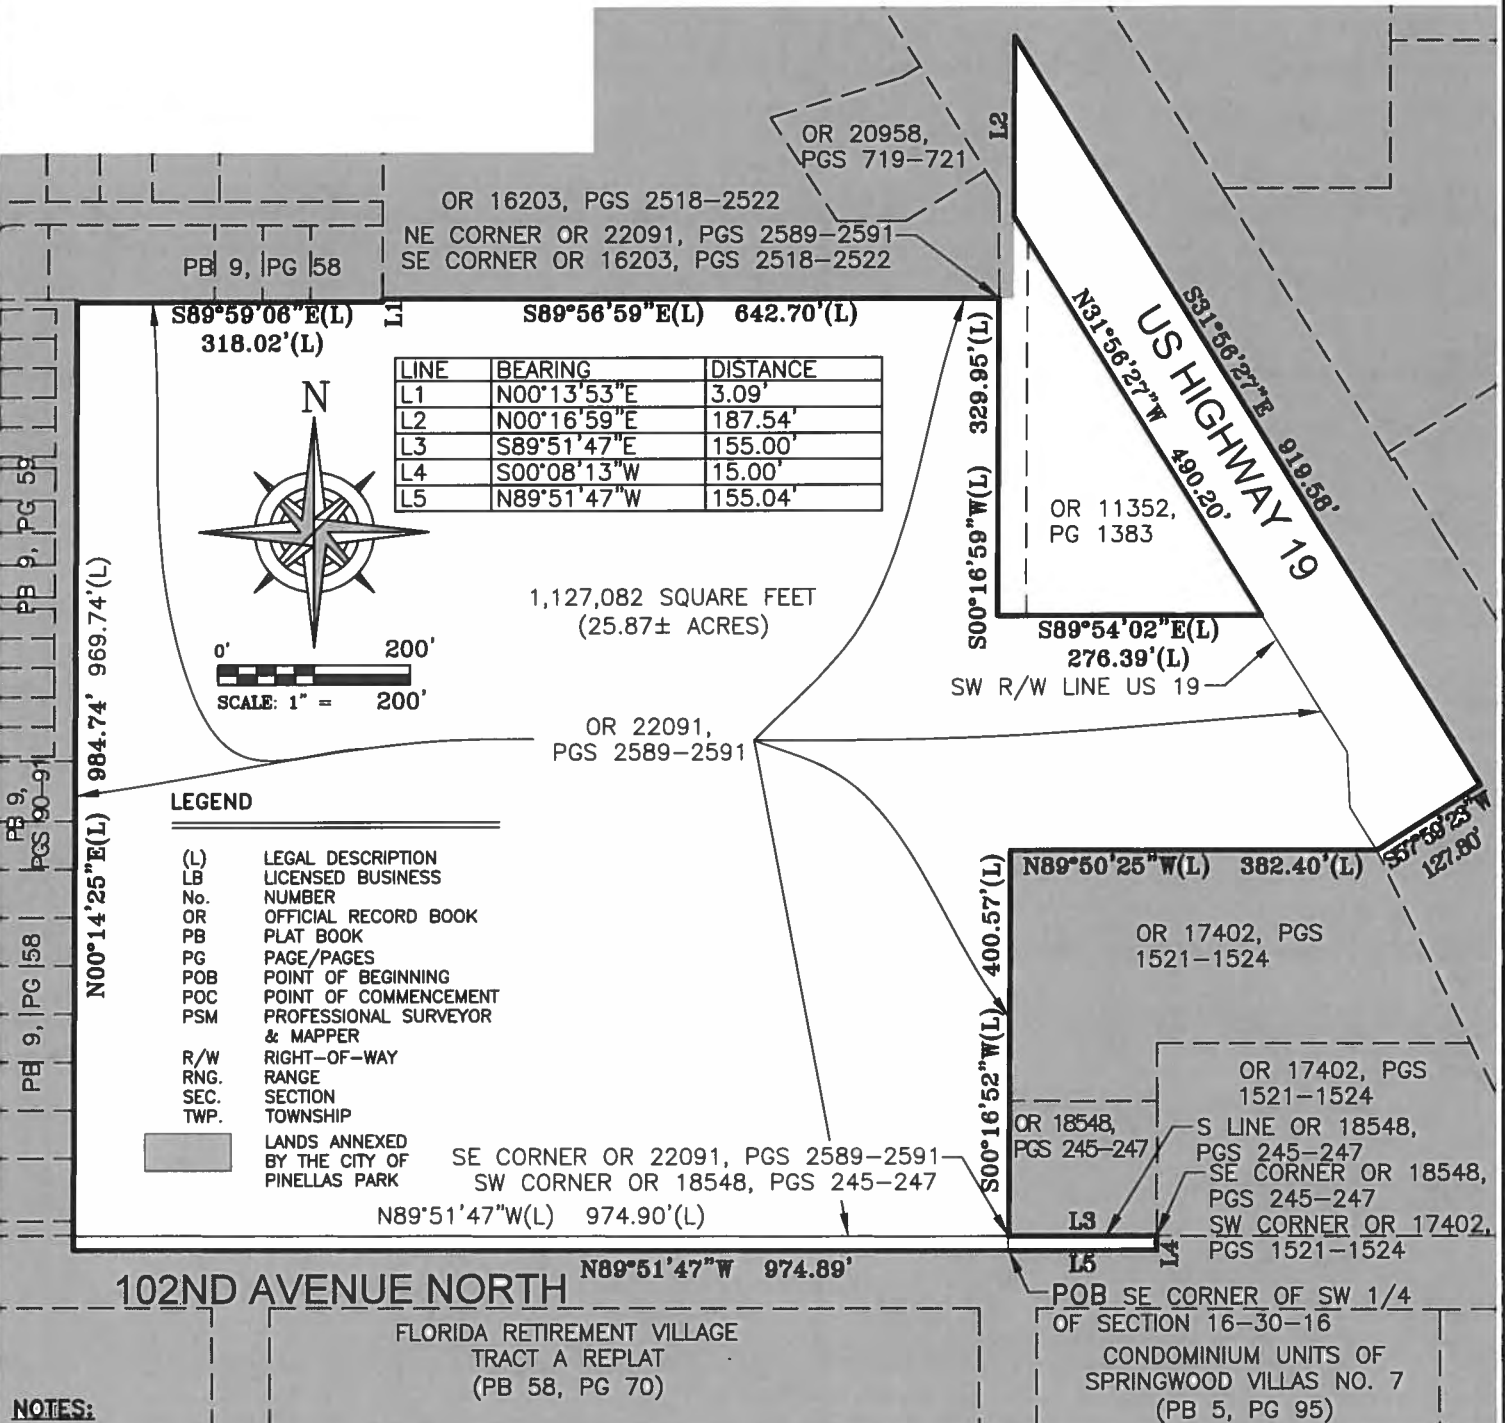 OR 20958,
PGS 719-721
L2
OR 16203, PGS 2518-2522
NE CORNER OR 22091, PGS 2589-2591
SE CORNER OR 16203, PGS 2518-2522
PB 9, PG 58
S89°59'06"E(L)
318.02'(L)
L1
S89°56'59"E(L) 642.70'(L)
LINE BEARING DISTANCE
L1 N00°13'53"E 3.09'
L2 N00°16'59"E 187.54'
L3 S89°51'47"E 155.00'
L4 S00°08'13"W 15.00'
L5 N89°51'47"W 155.04'
N
0' 200'
SCALE: 1" = 200'
S00°16'59"W(L) 329.95'(L)
N31°56'27"W 490.20'
US HIGHWAY 19
S31°56'27"E 919.58'
OR 11352,
PG 1383
S89°54'02"E(L)
276.39'(L)
SW R/W LINE US 19
1,127,082 SQUARE FEET
(25.87± ACRES)
OR 22091,
PGS 2589-2591
PB 9, PG 59
PB 9,
PGS 90-91
PB 9, PG 58
N00°14'25"E(L) 984.74' 969.74'(L)
LEGEND
(L) LEGAL DESCRIPTION
LB LICENSED BUSINESS
No. NUMBER
OR OFFICIAL RECORD BOOK
PB PLAT BOOK
PG PAGE/PAGES
POB POINT OF BEGINNING
POC POINT OF COMMENCEMENT
PSM PROFESSIONAL SURVEYOR
& MAPPER
R/W RIGHT-OF-WAY
RNG. RANGE
SEC. SECTION
TWP. TOWNSHIP
LANDS ANNEXED
BY THE CITY OF
PINELLAS PARK
S57°59'23"W
127.80'
N89°50'25"W(L) 382.40'(L)
S00°16'52"W(L) 400.57'(L)
OR 17402, PGS
1521-1524
OR 17402, PGS
1521-1524
OR 18548,
PGS 245-247
S LINE OR 18548,
PGS 245-247
SE CORNER OR 18548,
PGS 245-247
SW CORNER OR 17402,
PGS 1521-1524
SE CORNER OR 22091, PGS 2589-2591
SW CORNER OR 18548, PGS 245-247
N89°51'47"W(L) 974.90'(L)
L3
L4
L5
N89°51'47"W 974.89'
102ND AVENUE NORTH
POB SE CORNER OF SW 1/4
OF SECTION 16-30-16
FLORIDA RETIREMENT VILLAGE
TRACT A REPLAT
(PB 58, PG 70)
CONDOMINIUM UNITS OF
SPRINGWOOD VILLAS NO. 7
(PB 5, PG 95)
NOTES: